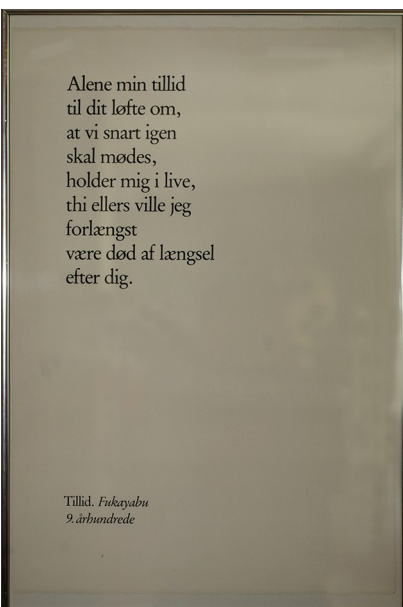 Alene min tillid
til dit løfte om,
at vi snart igen
skal mødes,
holder mig i live,
thi ellers ville jeg
forlængst
være død af længsel
efter dig.
Tillid. Fukayabu
9. århundrede